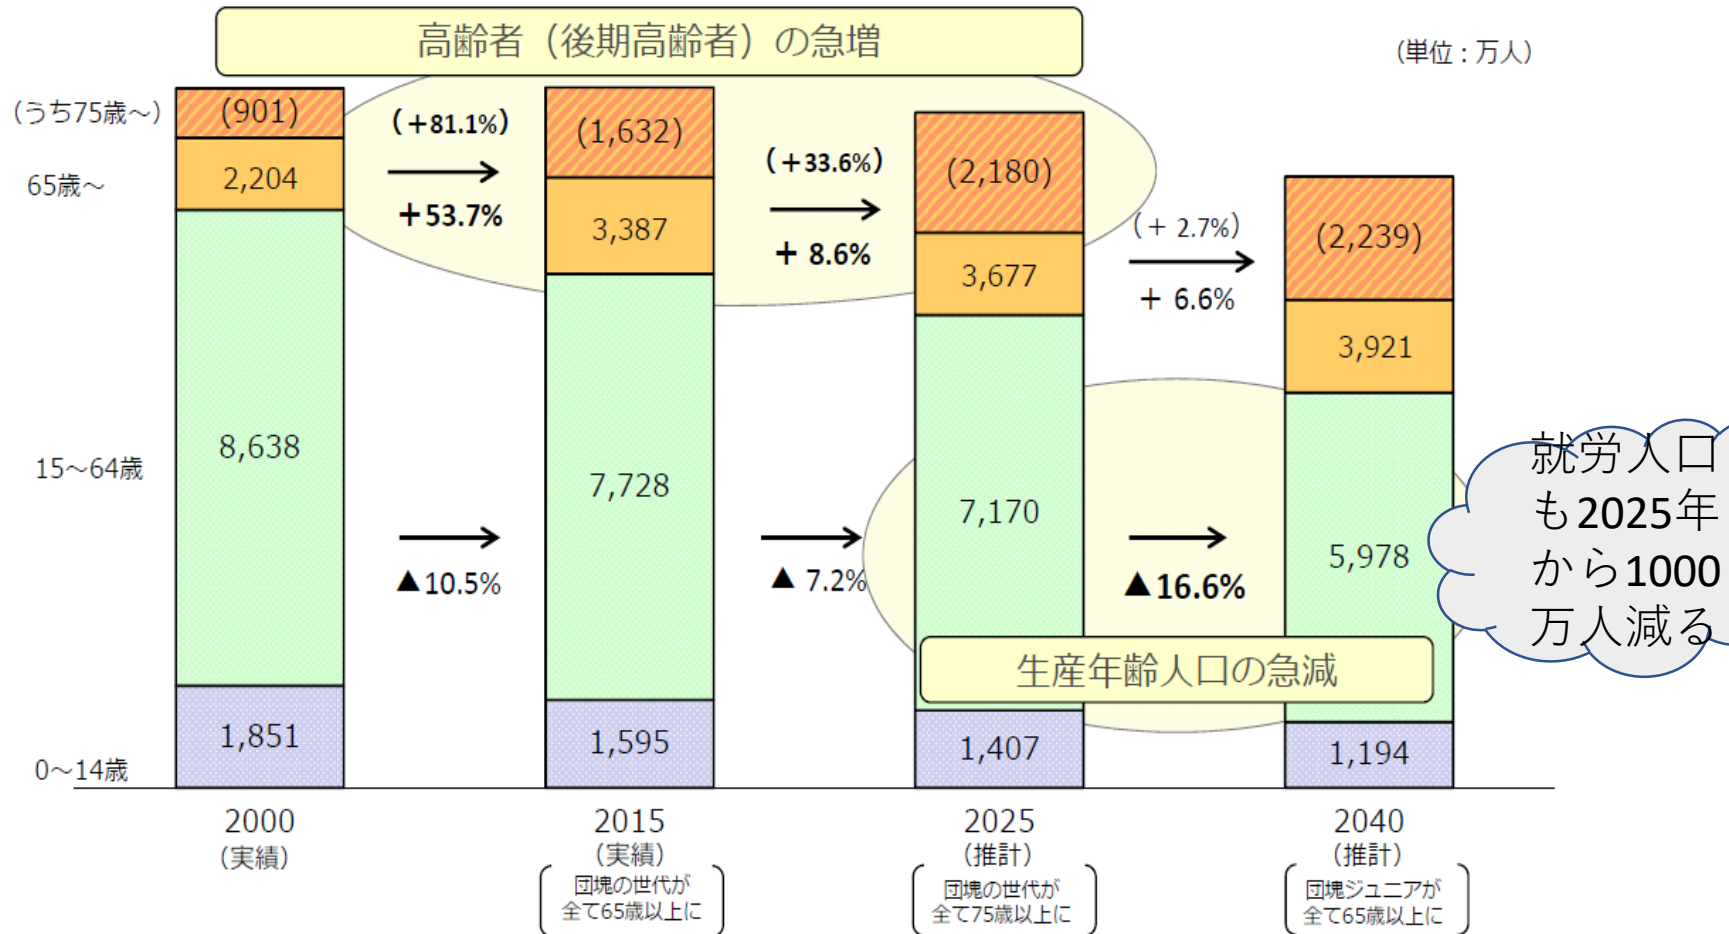 高齢者（後期高齢者）の急増
（単位：万人）
（うち75歳～）
(901)
(＋81.1%)
(1,632)
(＋33.6%)
(2,180)
(＋ 2.7%)
(2,239)
65歳～
2,204
＋53.7%
3,387
＋ 8.6%
3,677
＋ 6.6%
3,921
15～64歳
8,638
▲10.5%
7,728
▲ 7.2%
7,170
▲16.6%
5,978
就労人口
も2025年
から1000
万人減る
生産年齢人口の急減
0～14歳
1,851
1,595
1,407
1,194
2000
（実績）
2015
（実績）
団塊の世代が
全て65歳以上に
2025
（推計）
団塊の世代が
全て75歳以上に
2040
（推計）
団塊ジュニアが
全て65歳以上に